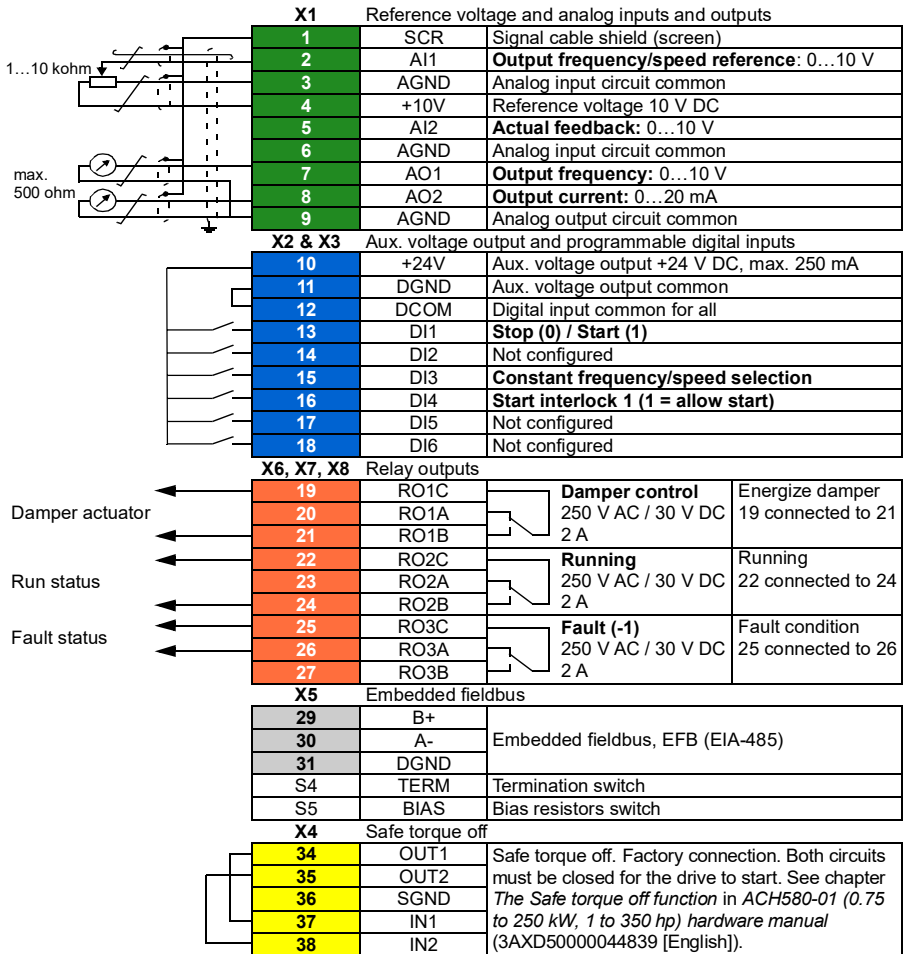 X1 Reference voltage and analog inputs and outputs
1 SCR Signal cable shield (screen)
2 AI1 Output frequency/speed reference: 0…10 V
1…10 kohm
3 AGND Analog input circuit common
4 +10V Reference voltage 10 V DC
5 AI2 Actual feedback: 0…10 V
6 AGND Analog input circuit common
max.
500 ohm
7 AO1 Output frequency: 0…10 V
8 AO2 Output current: 0…20 mA
9 AGND Analog output circuit common
X2 & X3 Aux. voltage output and programmable digital inputs
10 +24V Aux. voltage output +24 V DC, max. 250 mA
11 DGND Aux. voltage output common
12 DCOM Digital input common for all
13 DI1 Stop (0) / Start (1)
14 DI2 Not configured
15 DI3 Constant frequency/speed selection
16 DI4 Start interlock 1 (1 = allow start)
17 DI5 Not configured
18 DI6 Not configured
X6, X7, X8 Relay outputs
19 RO1C Damper control Energize damper
Damper actuator 20 RO1A 250 V AC / 30 V DC 19 connected to 21
21 RO1B 2 A
22 RO2C Running Running
Run status 23 RO2A 250 V AC / 30 V DC 22 connected to 24
24 RO2B 2 A
25 RO3C Fault (-1) Fault condition
Fault status 26 RO3A 250 V AC / 30 V DC 25 connected to 26
27 RO3B 2 A
X5 Embedded fieldbus
29 B+
30 A- Embedded fieldbus, EFB (EIA-485)
31 DGND
S4 TERM Termination switch
S5 BIAS Bias resistors switch
X4 Safe torque off
34 OUT1 Safe torque off. Factory connection. Both circuits
35 OUT2 must be closed for the drive to start. See chapter
36 SGND The Safe torque off function in ACH580-01 (0.75
37 IN1 to 250 kW, 1 to 350 hp) hardware manual
38 IN2 (3AXD50000044839 [English]).